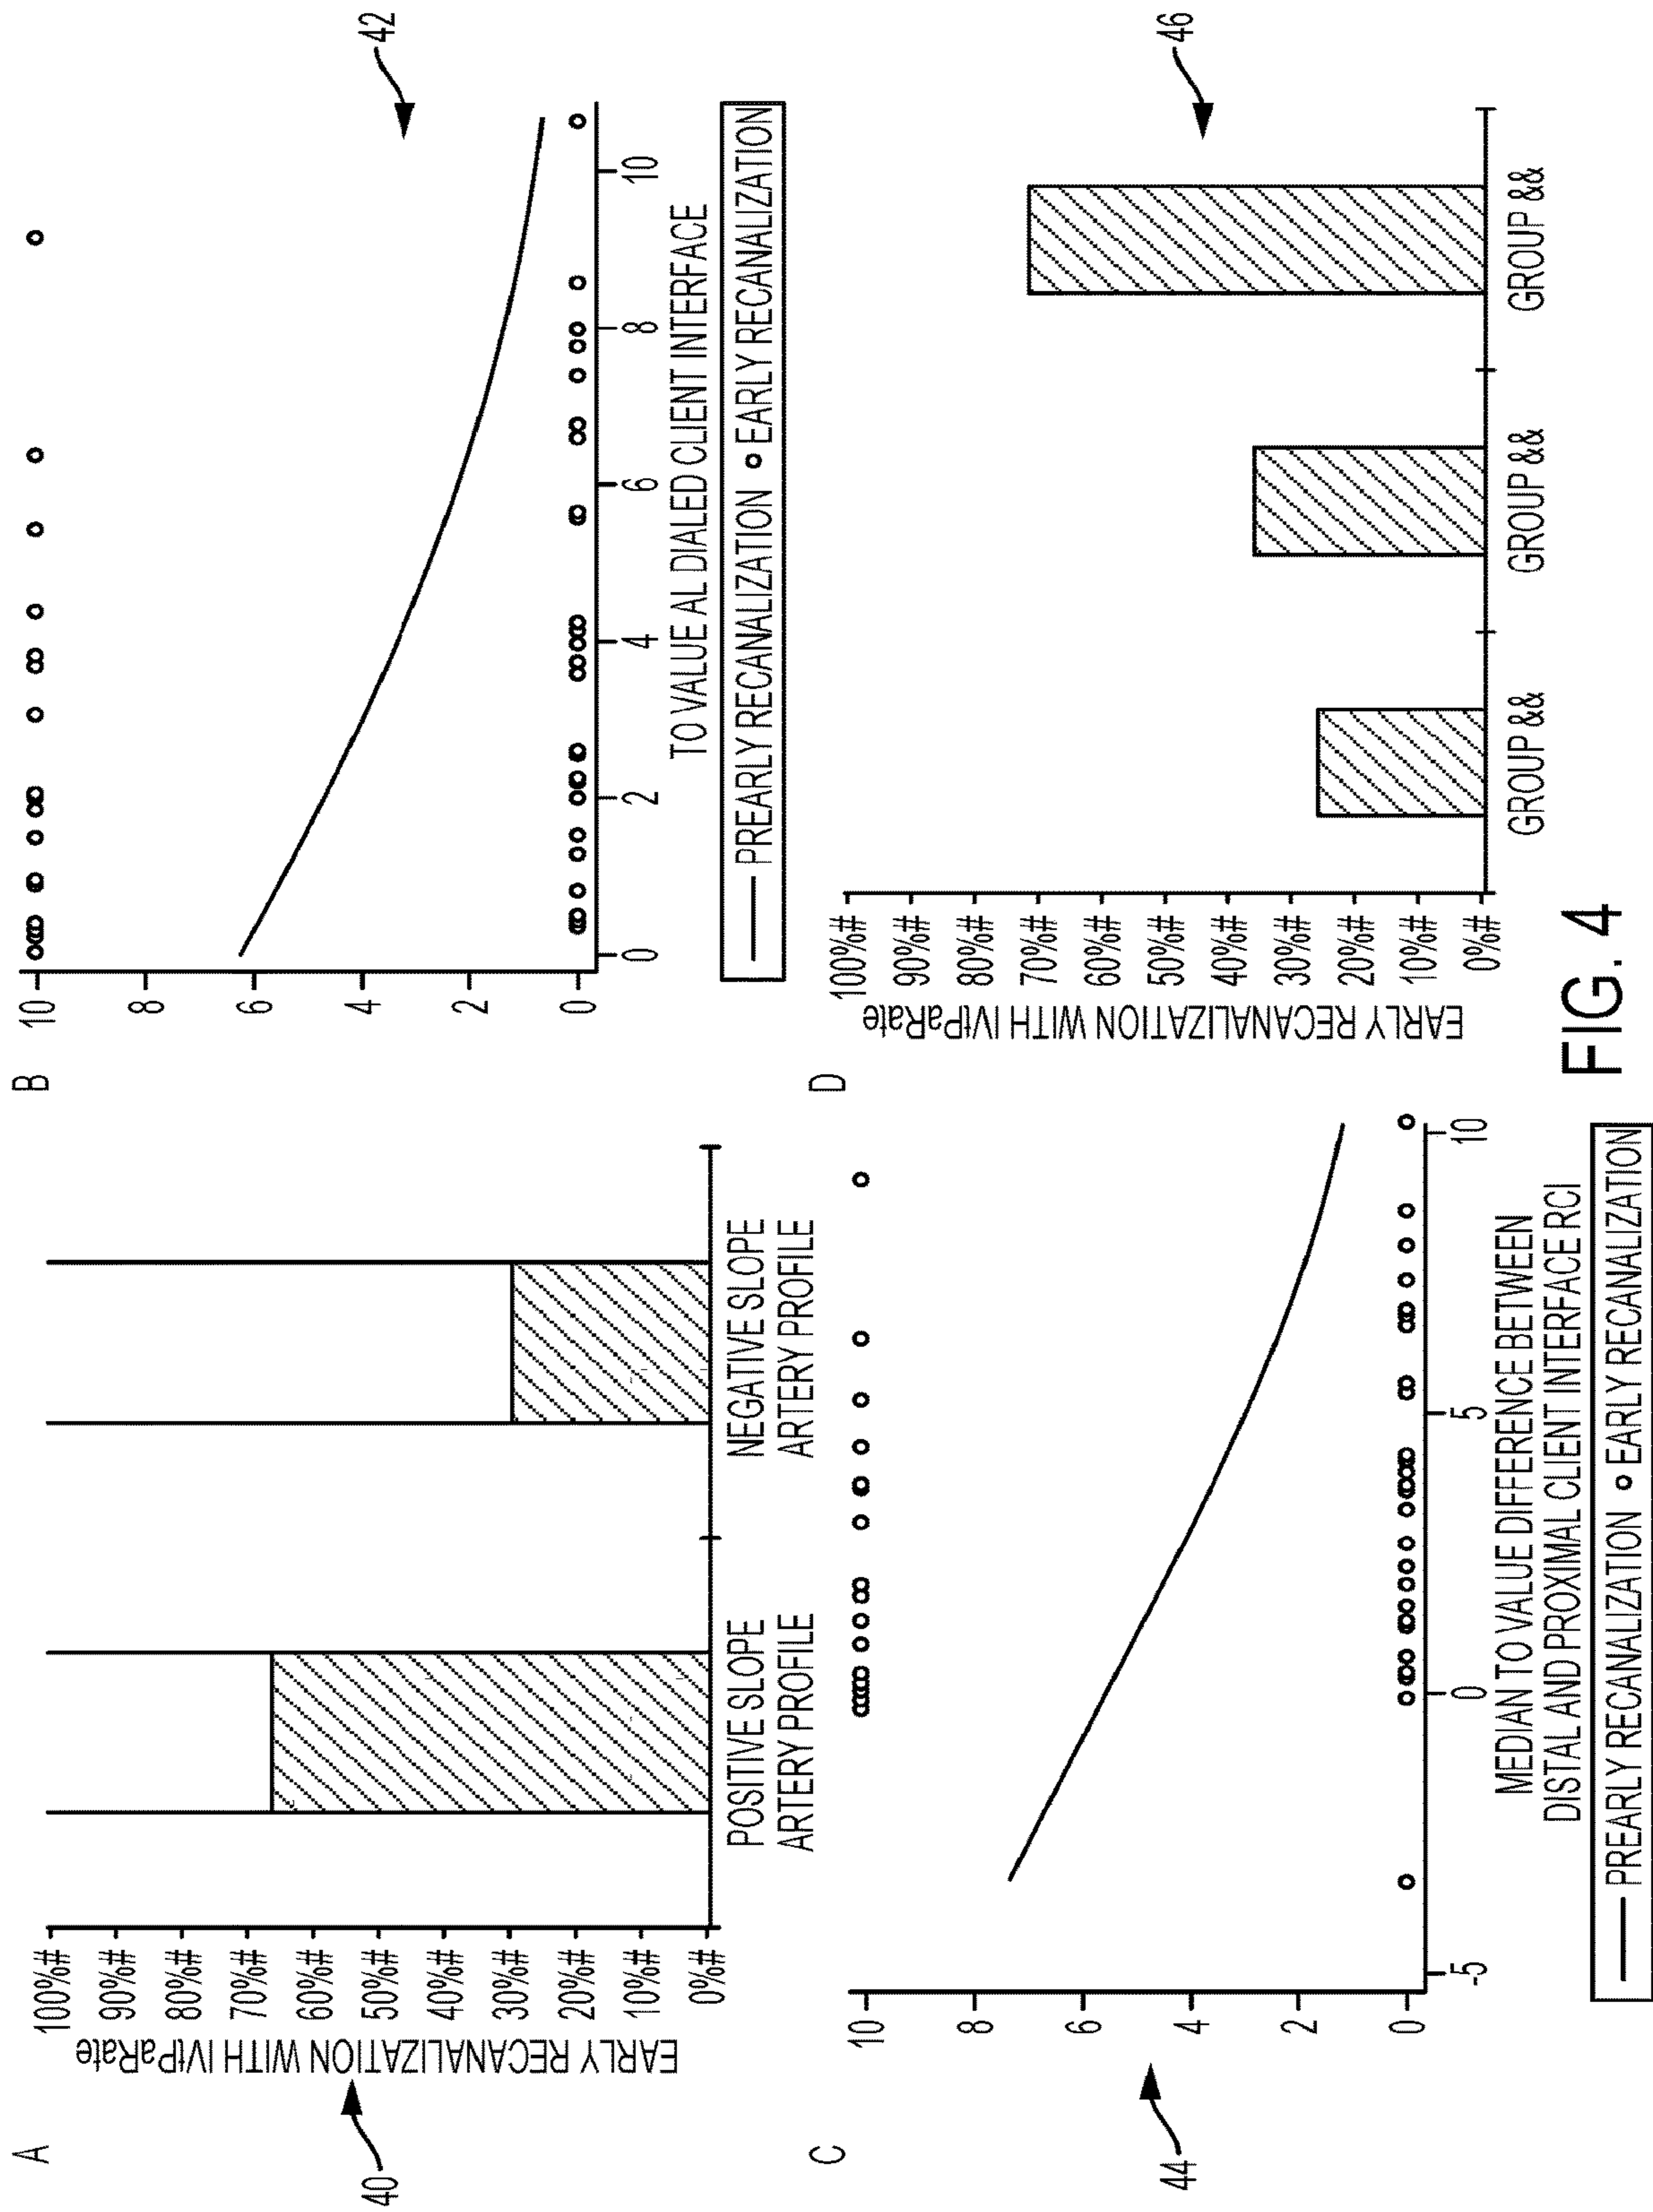 A
40
EARLY RECANALIZATION WITH IVtPaRate
100%#
90%#
80%#
70%#
60%#
50%#
40%#
30%#
20%#
10%#
0%#
POSITIVE SLOPE
ARTERY PROFILE
NEGATIVE SLOPE
ARTERY PROFILE
B
42
10
8
6
4
2
0
0
2
4
6
8
10
TO VALUE AL DIALED CLIENT INTERFACE
PREARLY RECANALIZATION EARLY RECANALIZATION
C
44
10
8
6
4
2
0
-5
0
5
10
MEDIAN TO VALUE DIFFERENCE BETWEEN
DISTAL AND PROXIMAL CLIENT INTERFACE RCI
PREARLY RECANALIZATION EARLY RECANALIZATION
D
46
EARLY RECANALIZATION WITH IVtPaRate
100%#
90%#
80%#
70%#
60%#
50%#
40%#
30%#
20%#
10%#
0%#
GROUP &&
GROUP &&
GROUP &&
FIG. 4